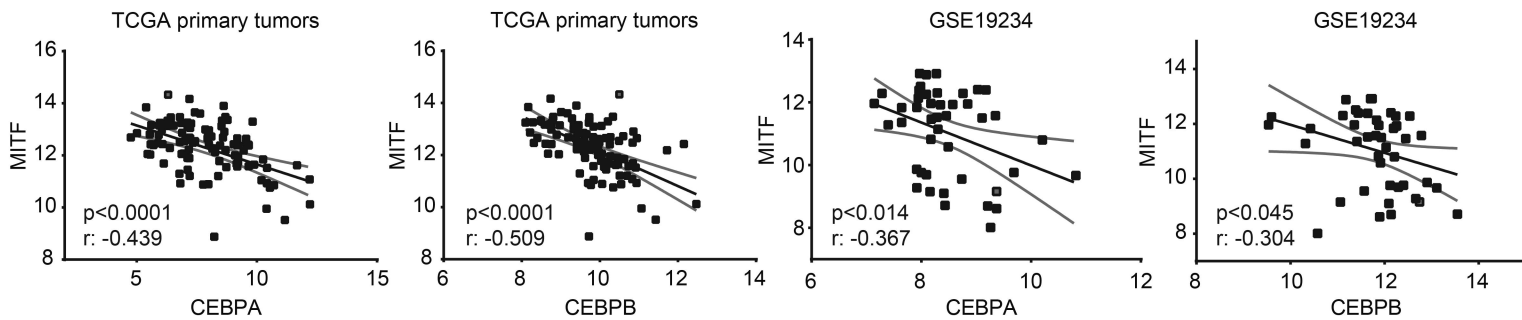 TCGA primary tumors
16
14
12
10
8
MITF
p<0.0001
r: -0.439
5 10 15
CEBPA
TCGA primary tumors
16
14
12
10
8
MITF
p<0.0001
r: -0.509
6 8 10 12 14
CEBPB
GSE19234
14
12
10
8
MITF
p<0.014
r: -0.367
6 8 10 12
CEBPA
GSE19234
14
12
10
8
MITF
p<0.045
r: -0.304
8 10 12 14
CEBPB